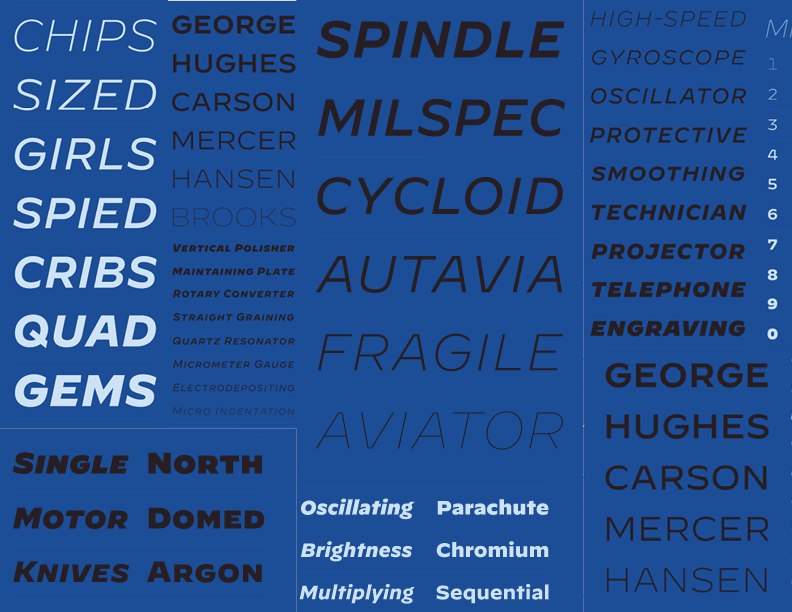 CHIPS
SIZED
GIRLS
SPIED
CRIBS
QUAD
GEMS
GEORGE
HUGHES
CARSON
MERCER
HANSEN
BROOKS
VERTICAL POLISHER
MAINTAINING PLATE
ROTARY CONVERTER
STRAIGHT GRAINING
QUARTZ RESONATOR
MICROMETER GAUGE
ELECTRODEPOSITING
MICRO INDENTATION
SINGLE NORTH
MOTOR DOMED
KNIVES ARGON
SPINDLE
MILSPEC
CYCLOID
AUTAVIA
FRAGILE
AVIATOR
Oscillating Parachute
Brightness Chromium
Multiplying Sequential
HIGH-SPEED
GYROSCOPE
OSCILLATOR
PROTECTIVE
SMOOTHING
TECHNICIAN
PROJECTOR
TELEPHONE
ENGRAVING
1
2
3
4
5
6
7
8
9
0
GEORGE
HUGHES
CARSON
MERCER
HANSEN